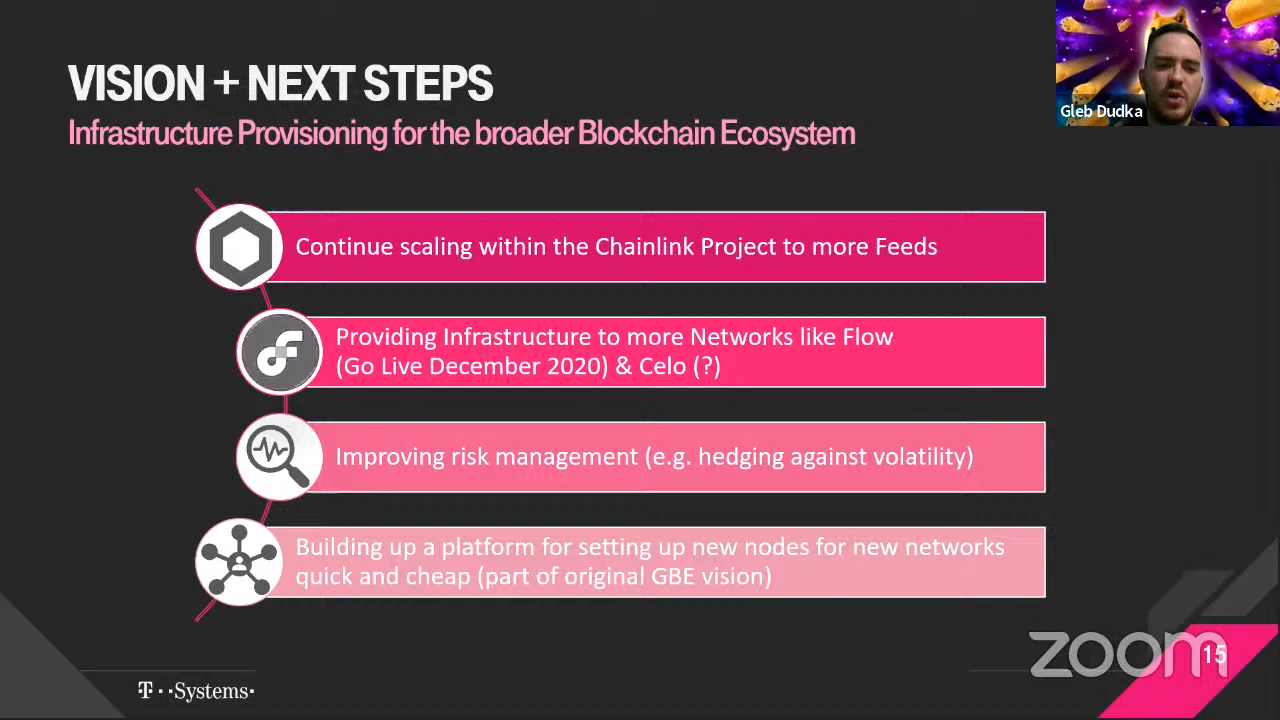 VISION + NEXT STEPS
Infrastructure Provisioning for the broader Blockchain Ecosystem
Gleb Dudka
Continue scaling within the Chainlink Project to more Feeds
Providing Infrastructure to more Networks like Flow
(Go Live December 2020) & Celo (?)
Improving risk management (e.g. hedging against volatility)
Building up a platform for setting up new nodes for new networks
quick and cheap (part of original GBE vision)
zoom
15
T··Systems·